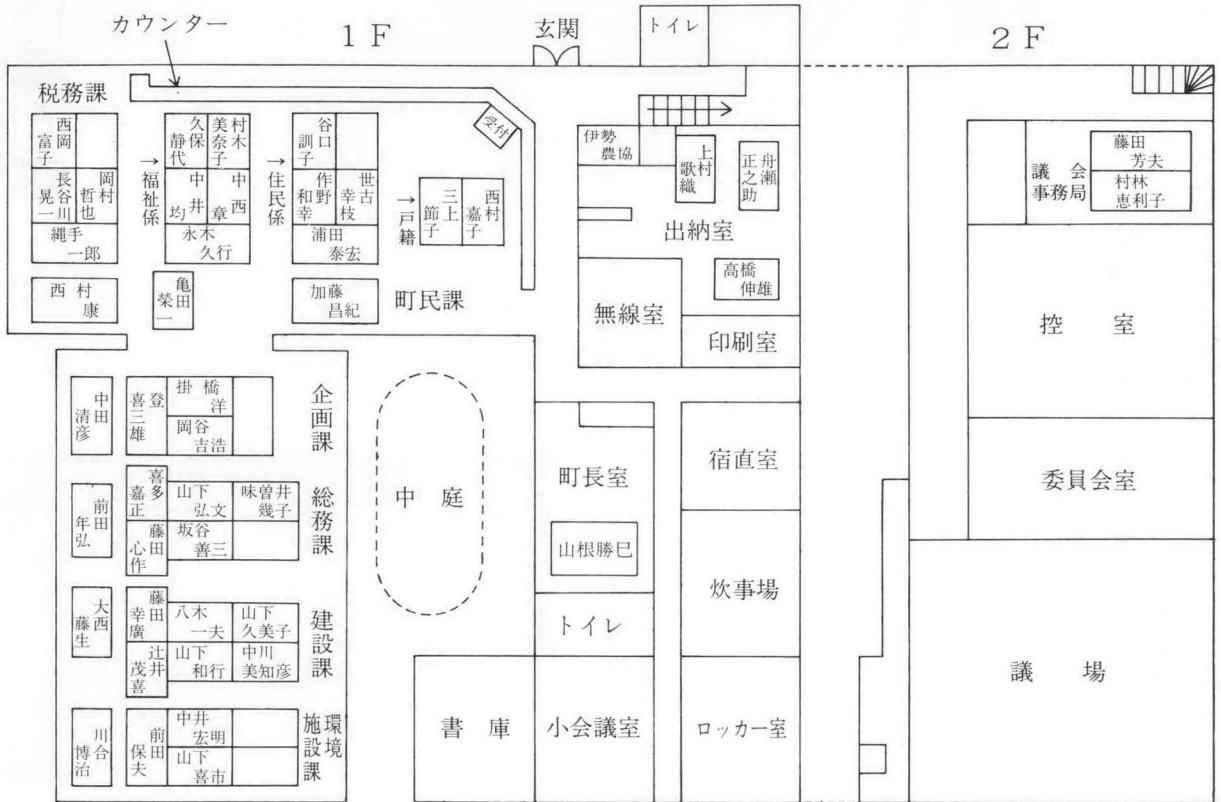 カウンター
1F
玄関
トイレ
2F
税務課
西岡富子
長谷川晃一
岡村哲也
縄手一郎
西村康
→福祉係
久保静代
村木美奈子
中井均
中西章
永木久行
亀田榮一
→住民係
谷口訓子
作野和幸
世古幸枝
浦田泰宏
加藤昌紀
町民課
→戸籍
三上節子
西村嘉子
受付
伊勢農協
上村歌織
舟瀬正之助
出納室
高橋伸雄
無線室
印刷室
企画課
中田清彦
登喜三雄
掛橋洋
岡谷吉浩
総務課
前田年弘
喜多嘉正
藤田心作
山下弘文
味曽井幾子
坂谷善三
建設課
大西藤生
藤田幸廣
辻井茂喜
八木一夫
山下久美子
山下和行
中川美知彦
環境施設課
川合博治
前田保夫
中井宏明
山下喜市
中庭
町長室
山根勝巳
トイレ
宿直室
炊事場
書庫
小会議室
ロッカー室
議会事務局
藤田芳夫
村林恵利子
控室
委員会室
議場